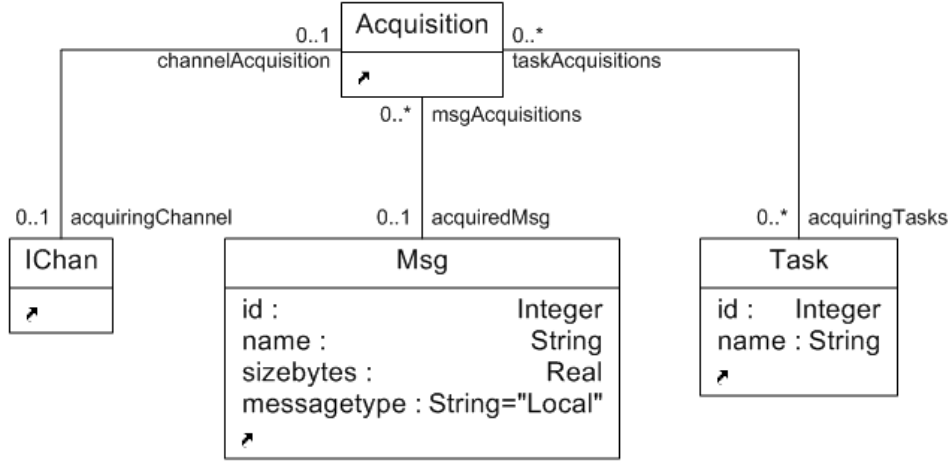 Acquisition
0..1
0..*
channelAcquisition
taskAcquisitions
0..*
msgAcquisitions
0..1
acquiringChannel
0..1
acquiredMsg
0..*
acquiringTasks
IChan
Msg
id : Integer
name : String
sizebytes : Real
messagetype : String="Local"
Task
id : Integer
name : String